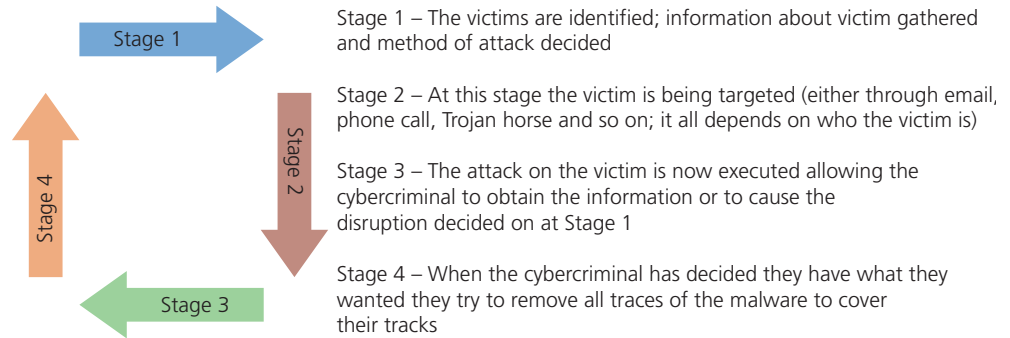 Stage 1
Stage 1 – The victims are identified; information about victim gathered
and method of attack decided
Stage 2
Stage 2 – At this stage the victim is being targeted (either through email,
phone call, Trojan horse and so on; it all depends on who the victim is)
Stage 3 – The attack on the victim is now executed allowing the
cybercriminal to obtain the information or to cause the
disruption decided on at Stage 1
Stage 4
Stage 3
Stage 4 – When the cybercriminal has decided they have what they
wanted they try to remove all traces of the malware to cover
their tracks